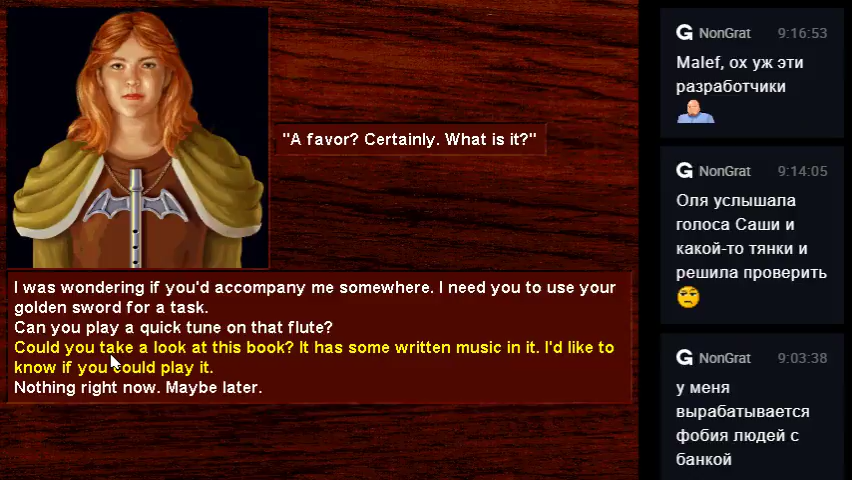 "A favor? Certainly. What is it?"
I was wondering if you'd accompany me somewhere. I need you to use your
golden sword for a task.
Can you play a quick tune on that flute?
Could you take a look at this book? It has some written music in it. I'd like to
know if you could play it.
Nothing right now. Maybe later.
G NonGrat 9:16:53
Malef, ох уж эти
разработчики
G NonGrat 9:14:05
Оля услышала
голоса Саши и
какой-то тянки и
решила проверить
G NonGrat 9:03:38
у меня
вырабатывается
фобия людей с
банкой